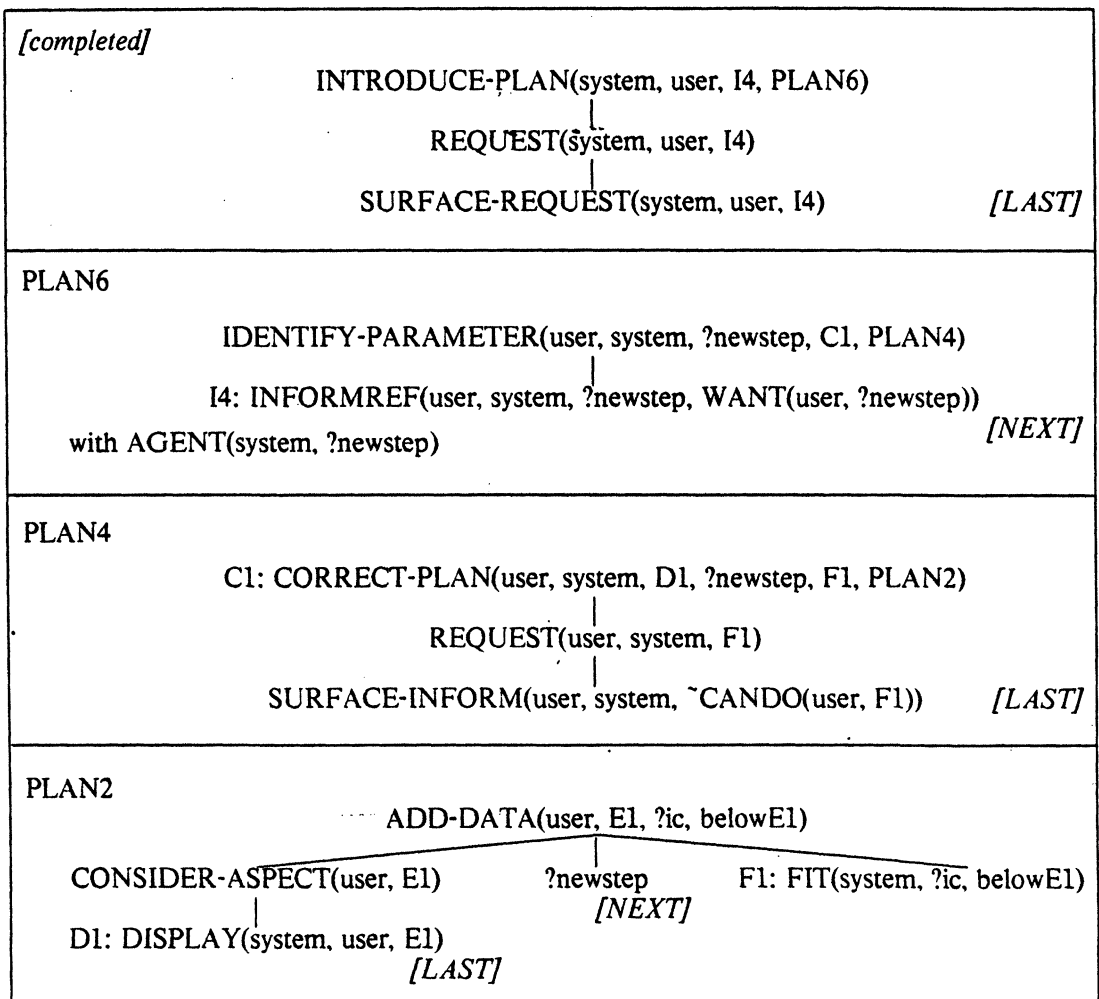 [completed]
INTRODUCE-PLAN(system, user, I4, PLAN6)
REQUEST(system, user, I4)
SURFACE-REQUEST(system, user, I4) [LAST]
PLAN6
IDENTIFY-PARAMETER(user, system, ?newstep, C1, PLAN4)
I4: INFORMREF(user, system, ?newstep, WANT(user, ?newstep))
with AGENT(system, ?newstep) [NEXT]
PLAN4
C1: CORRECT-PLAN(user, system, D1, ?newstep, F1, PLAN2)
REQUEST(user, system, F1)
SURFACE-INFORM(user, system, ~CANDO(user, F1)) [LAST]
PLAN2
ADD-DATA(user, E1, ?ic, belowE1)
CONSIDER-ASPECT(user, E1) ?newstep F1: FIT(system, ?ic, belowE1)
[NEXT]
D1: DISPLAY(system, user, E1)
[LAST]